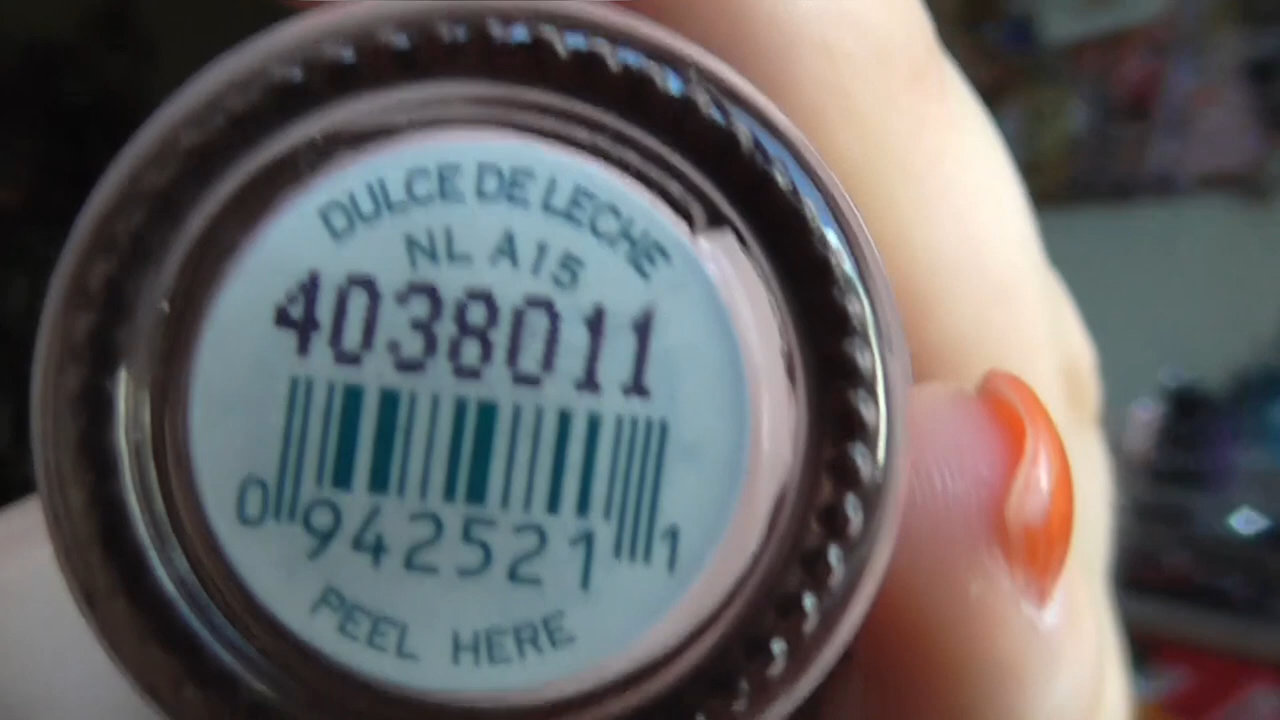 DULCE DE LECHE
NL A15
4038011
0 942521 1
PEEL HERE